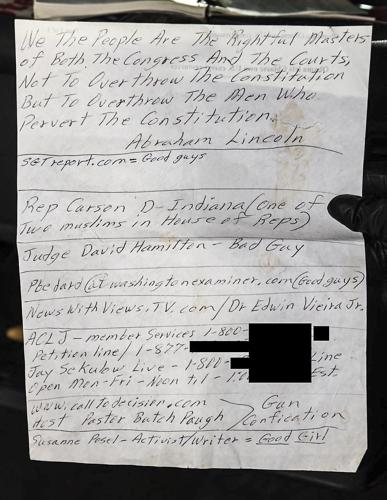 We The People Are The Rightful Masters
of Both The Congress And The Courts,
Not To Overthrow The Constitution
But To Overthrow The Men Who
Pervert The Constitution.
Abraham Lincoln
SGTreport.com = Good guys
Rep Carson D-Indiana (one of
Two muslims in House of Reps)
Judge David Hamilton - Bad Guy
Pbedard@washingtonexaminer.com (Good guys)
News With Views.TV.com/Dr Edwin Vieira Jr.
ACLJ - member Services 1-800-
Petition line/ 1-877-
Jay SeKulow Live - 1-800- Line
Open Mon-Fri - Noon til - 1: Est.
www.calltodecision.com Gun
Host Pastor Butch Paugh Confication
Susanne Posel - Activist/Writer = Good Girl